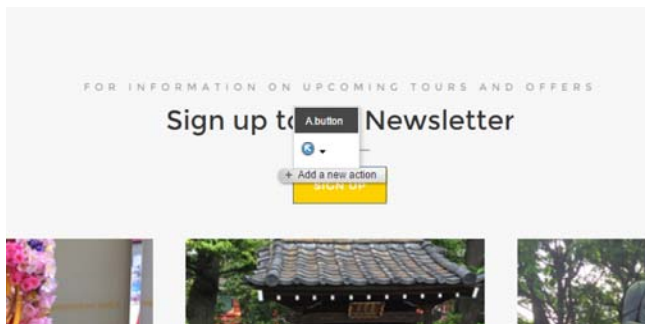 FOR INFORMATION ON UPCOMING TOURS AND OFFERS
Sign up to Newsletter
A.button
+ Add a new action
SIGN UP